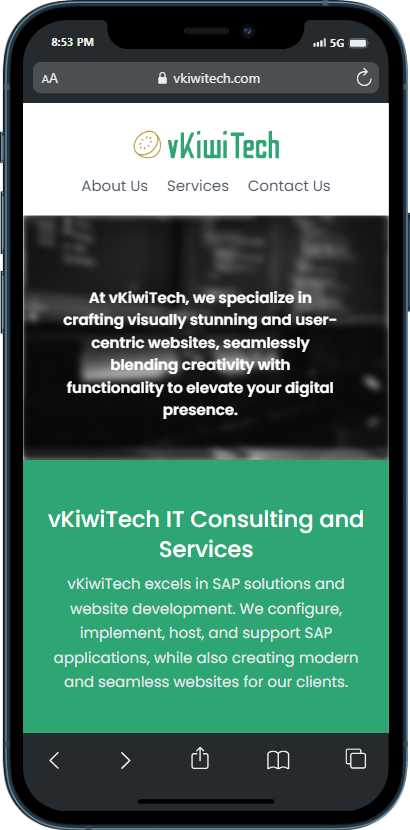 8:53 PM 5G
AA vkiwitech.com
vKiwiTech
About Us Services Contact Us
At vKiwiTech, we specialize in
crafting visually stunning and user-
centric websites, seamlessly
blending creativity with
functionality to elevate your digital
presence.
vKiwiTech IT Consulting and
Services
vKiwiTech excels in SAP solutions and
website development. We configure,
implement, host, and support SAP
applications, while also creating modern
and seamless websites for our clients.